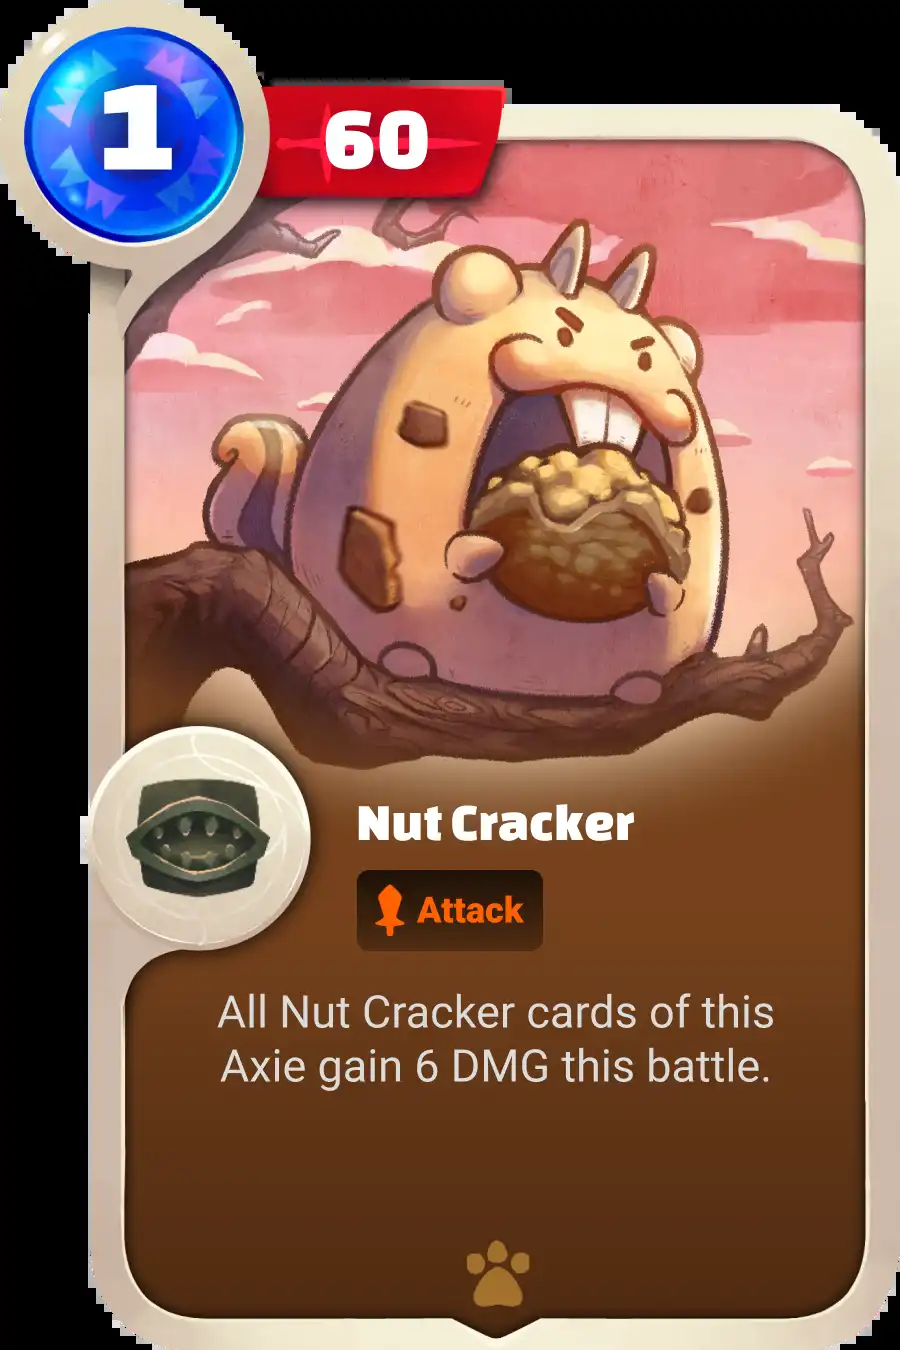 1
60
Nut Cracker
Attack
All Nut Cracker cards of this
Axie gain 6 DMG this battle.